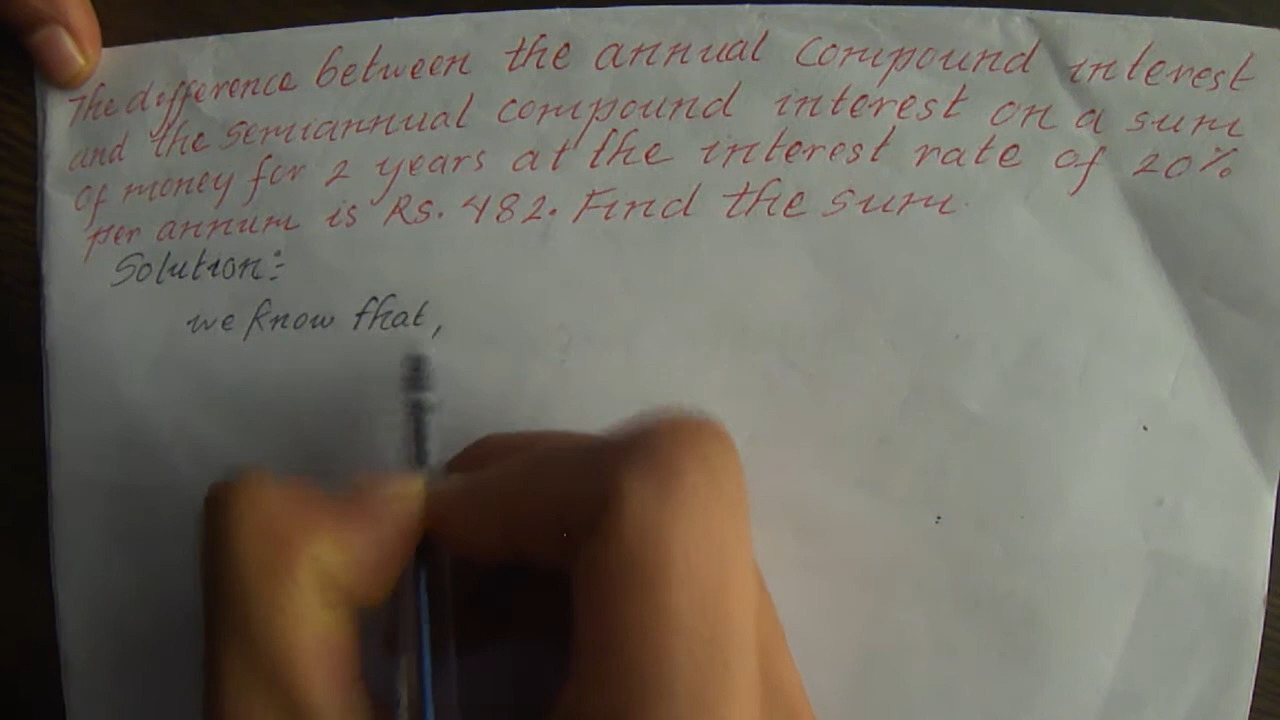 The difference between the annual compound interest
and the semiannual compound interest on a sum
of money for 2 years at the interest rate of 20%
per annum is Rs. 482. Find the sum.
Solution:
we know that,